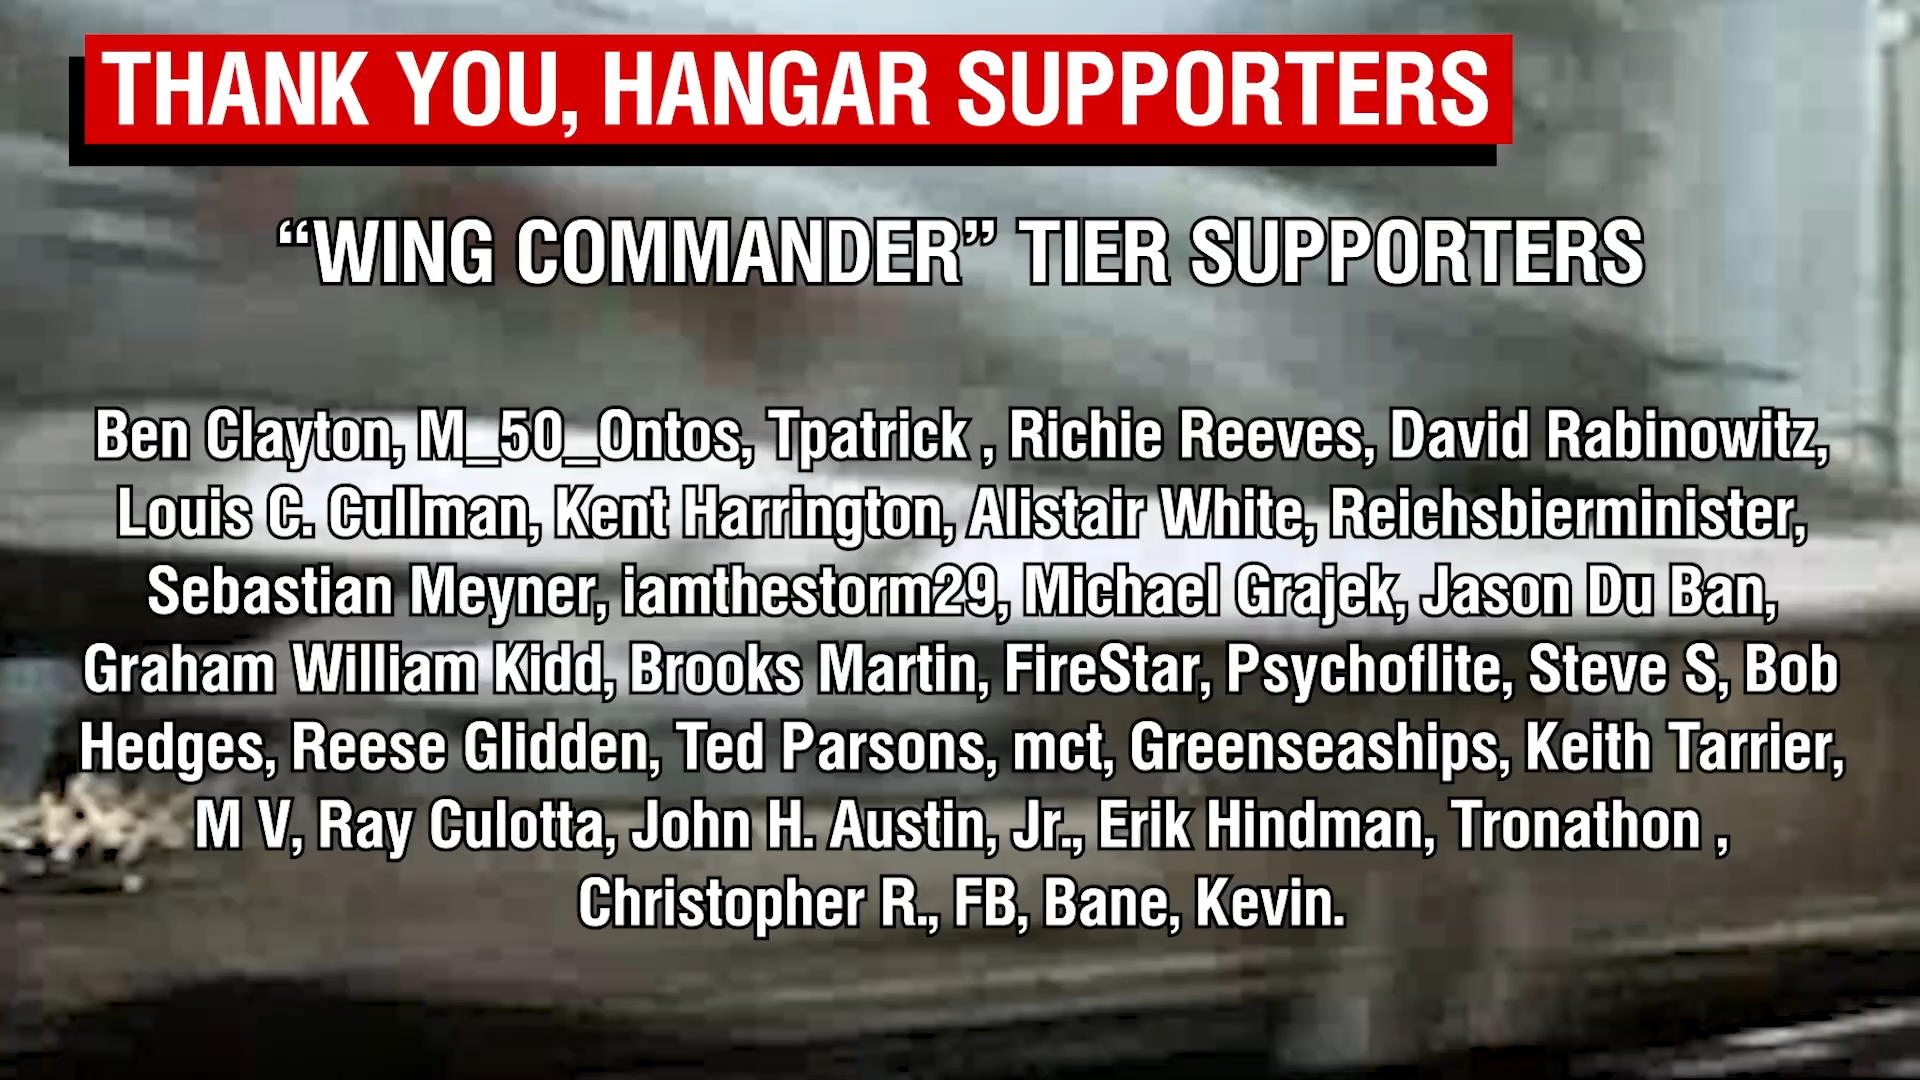 THANK YOU, HANGAR SUPPORTERS
“WING COMMANDER” TIER SUPPORTERS
Ben Clayton, M_50_Ontos, Tpatrick , Richie Reeves, David Rabinowitz,
Louis C. Cullman, Kent Harrington, Alistair White, Reichsbierminister,
Sebastian Meyner, iamthestorm29, Michael Grajek, Jason Du Ban,
Graham William Kidd, Brooks Martin, FireStar, Psychoflite, Steve S, Bob
Hedges, Reese Glidden, Ted Parsons, mct, Greenseaships, Keith Tarrier,
M V, Ray Culotta, John H. Austin, Jr., Erik Hindman, Tronathon ,
Christopher R., FB, Bane, Kevin.